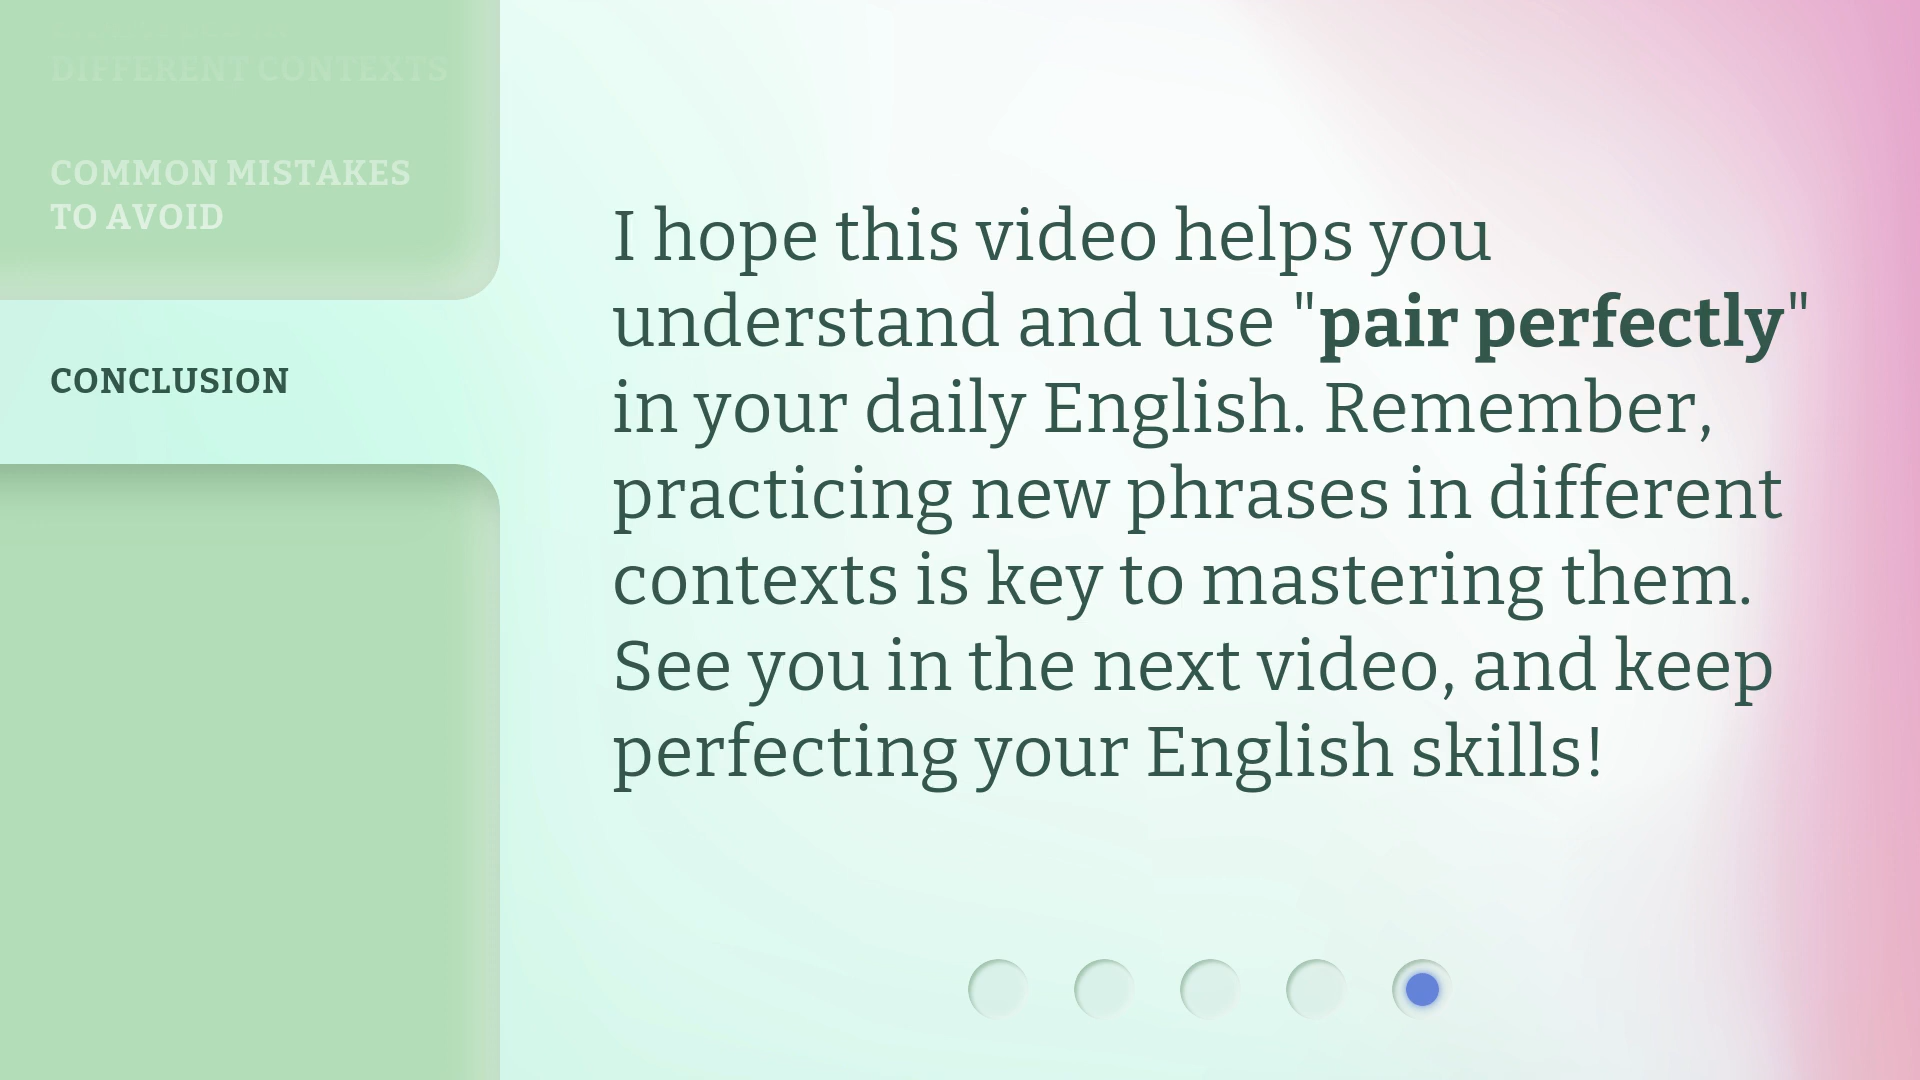 DIFFERENT CONTEXTS
COMMON MISTAKES
TO AVOID
CONCLUSION
I hope this video helps you
understand and use "pair perfectly"
in your daily English. Remember,
practicing new phrases in different
contexts is key to mastering them.
See you in the next video, and keep
perfecting your English skills!